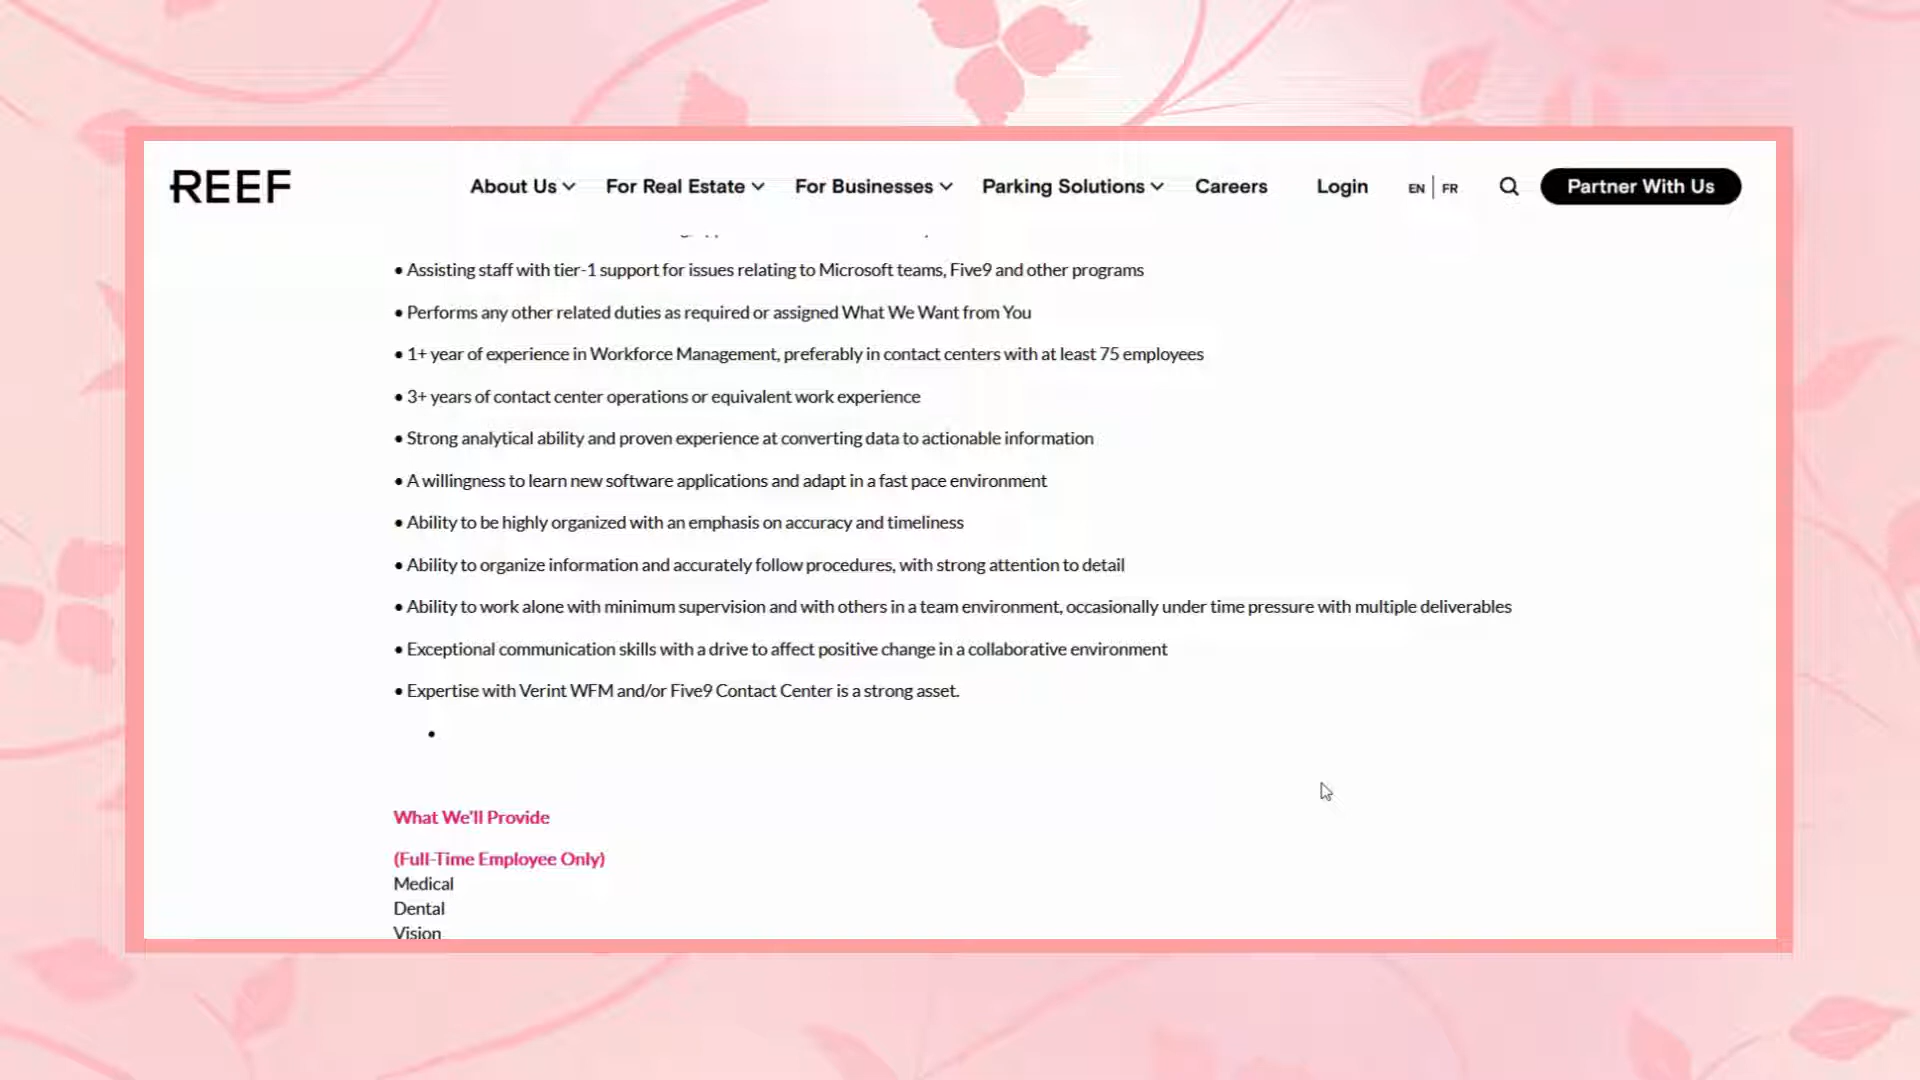 REEF
About Us For Real Estate For Businesses Parking Solutions Careers Login EN FR Partner With Us
• Assisting staff with tier-1 support for issues relating to Microsoft teams, Five9 and other programs
• Performs any other related duties as required or assigned What We Want from You
• 1+ year of experience in Workforce Management, preferably in contact centers with at least 75 employees
• 3+ years of contact center operations or equivalent work experience
• Strong analytical ability and proven experience at converting data to actionable information
• A willingness to learn new software applications and adapt in a fast pace environment
• Ability to be highly organized with an emphasis on accuracy and timeliness
• Ability to organize information and accurately follow procedures, with strong attention to detail
• Ability to work alone with minimum supervision and with others in a team environment, occasionally under time pressure with multiple deliverables
• Exceptional communication skills with a drive to affect positive change in a collaborative environment
• Expertise with Verint WFM and/or Five9 Contact Center is a strong asset.
•
What We'll Provide
(Full-Time Employee Only)
Medical
Dental
Vision